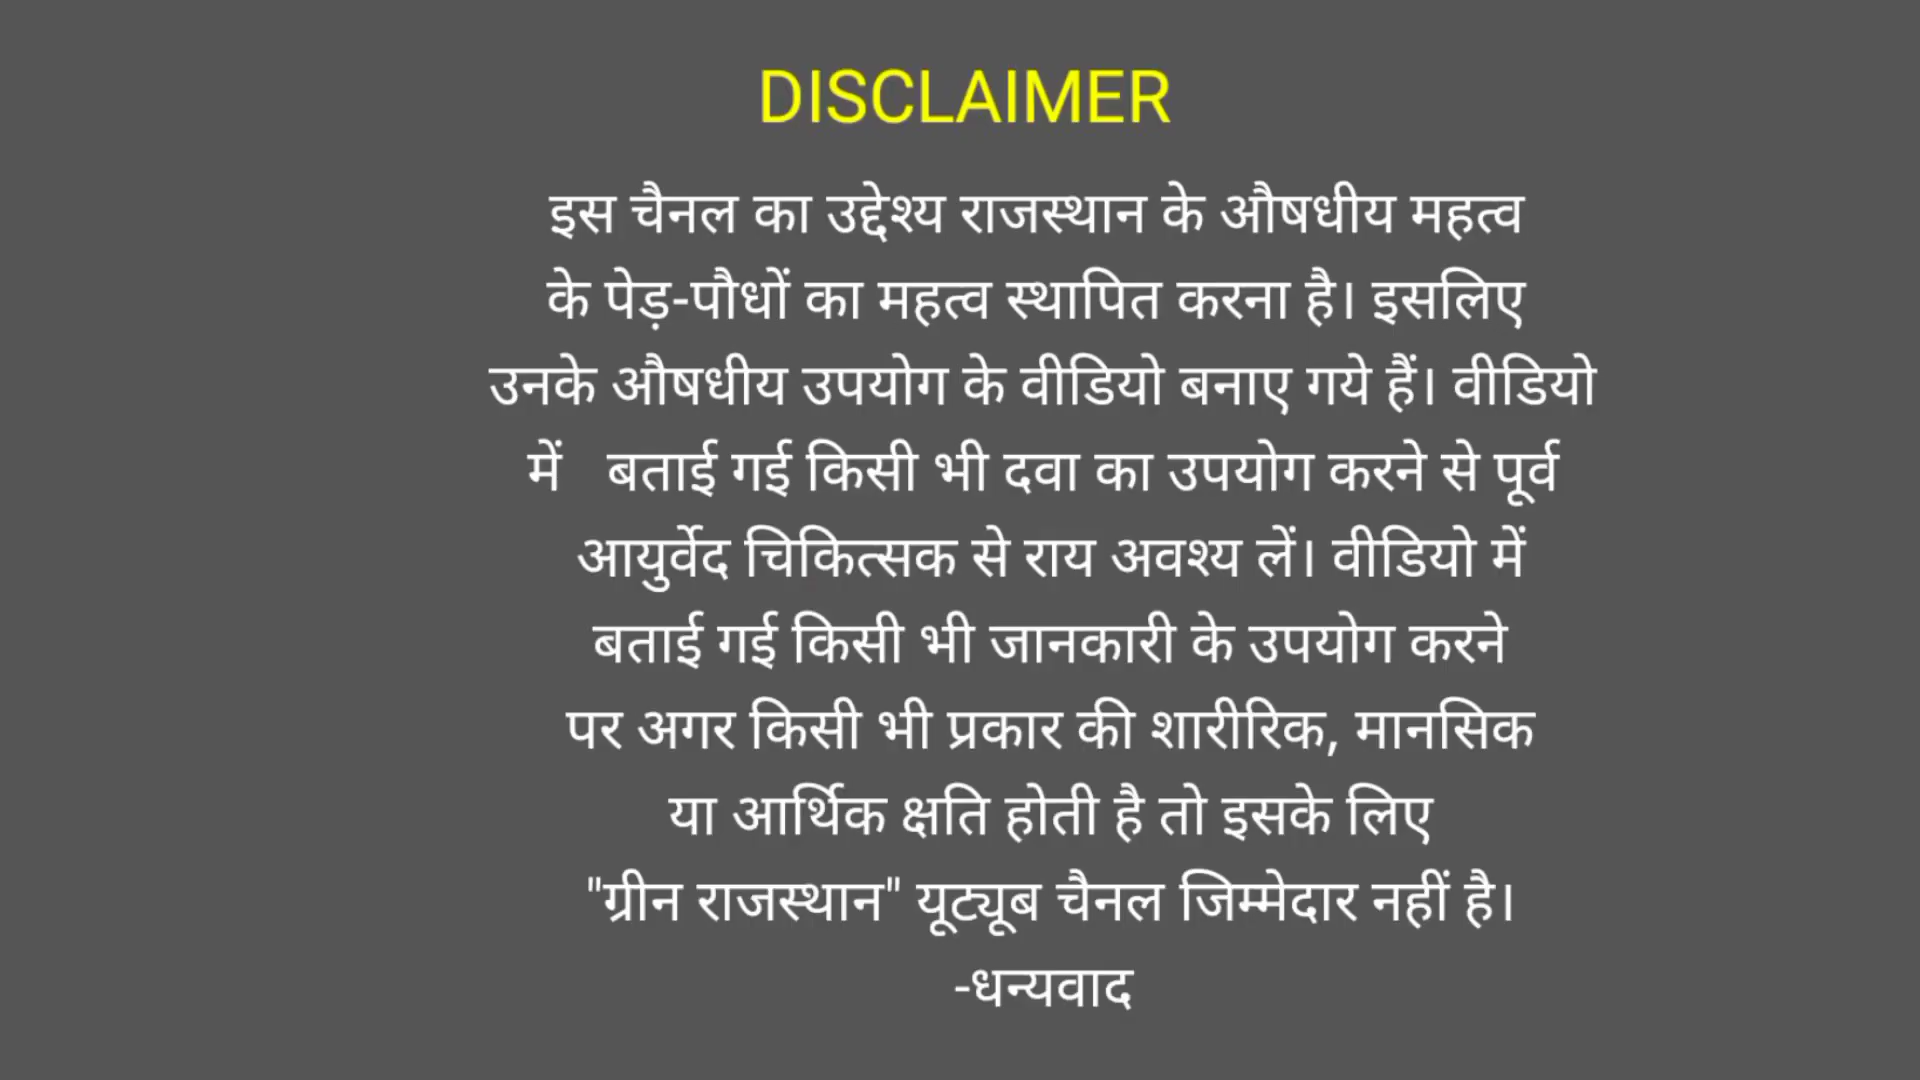 DISCLAIMER
इस चैनल का उद्देश्य राजस्थान के औषधीय महत्व
के पेड़-पौधों का महत्व स्थापित करना है। इसलिए
उनके औषधीय उपयोग के वीडियो बनाए गये हैं। वीडियो
में बताई गई किसी भी दवा का उपयोग करने से पूर्व
आयुर्वेद चिकित्सक से राय अवश्य लें। वीडियो में
बताई गई किसी भी जानकारी के उपयोग करने
पर अगर किसी भी प्रकार की शारीरिक, मानसिक
या आर्थिक क्षति होती है तो इसके लिए
"ग्रीन राजस्थान" यूट्यूब चैनल जिम्मेदार नहीं है।
-धन्यवाद